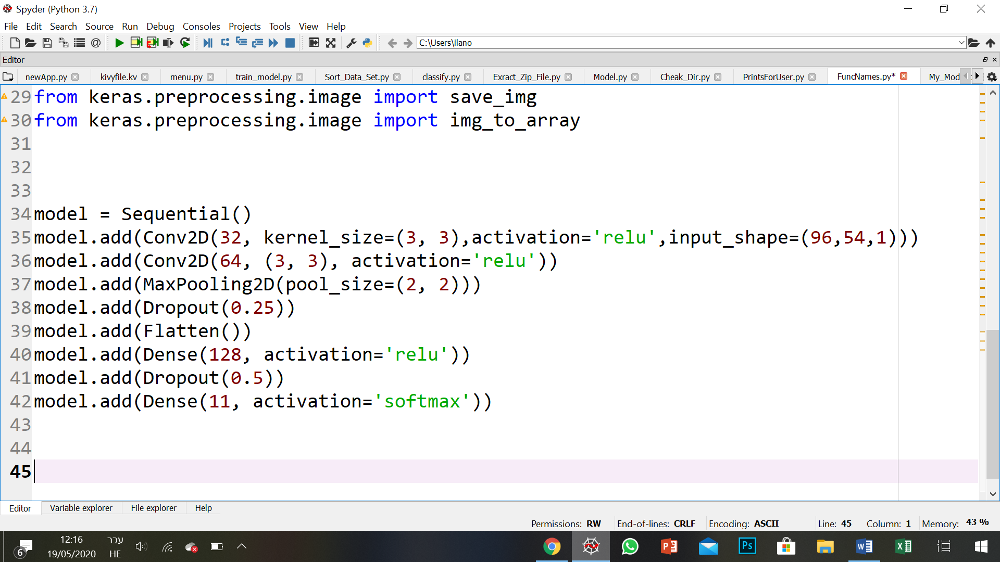 Spyder (Python 3.7)
File Edit Search Source Run Debug Consoles Projects Tools View Help
C:\Users\ilano
Editor
newApp.py kivyfile.kv menu.py train_model.py Sort_Data_Set.py classify.py Exract_Zip_File.py Model.py Cheak_Dir.py PrintsForUser.py FuncNames.py* My_Mod
29 from keras.preprocessing.image import save_img
30 from keras.preprocessing.image import img_to_array
31
32
33
34 model = Sequential()
35 model.add(Conv2D(32, kernel_size=(3, 3),activation='relu',input_shape=(96,54,1)))
36 model.add(Conv2D(64, (3, 3), activation='relu'))
37 model.add(MaxPooling2D(pool_size=(2, 2)))
38 model.add(Dropout(0.25))
39 model.add(Flatten())
40 model.add(Dense(128, activation='relu'))
41 model.add(Dropout(0.5))
42 model.add(Dense(11, activation='softmax'))
43
44
45
Editor Variable explorer File explorer Help
Permissions: RW End-of-lines: CRLF Encoding: ASCII Line: 45 Column: 1 Memory: 43 %
6 12:16 עבר
19/05/2020 HE
Ps